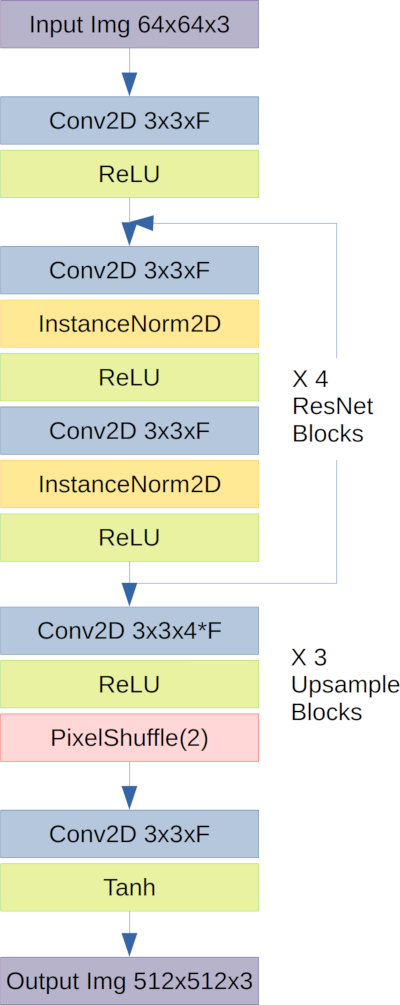 Input Img 64x64x3
Conv2D 3x3xF
ReLU
Conv2D 3x3xF
InstanceNorm2D
ReLU
Conv2D 3x3xF
InstanceNorm2D
ReLU
X 4
ResNet
Blocks
Conv2D 3x3x4*F
ReLU
PixelShuffle(2)
X 3
Upsample
Blocks
Conv2D 3x3xF
Tanh
Output Img 512x512x3